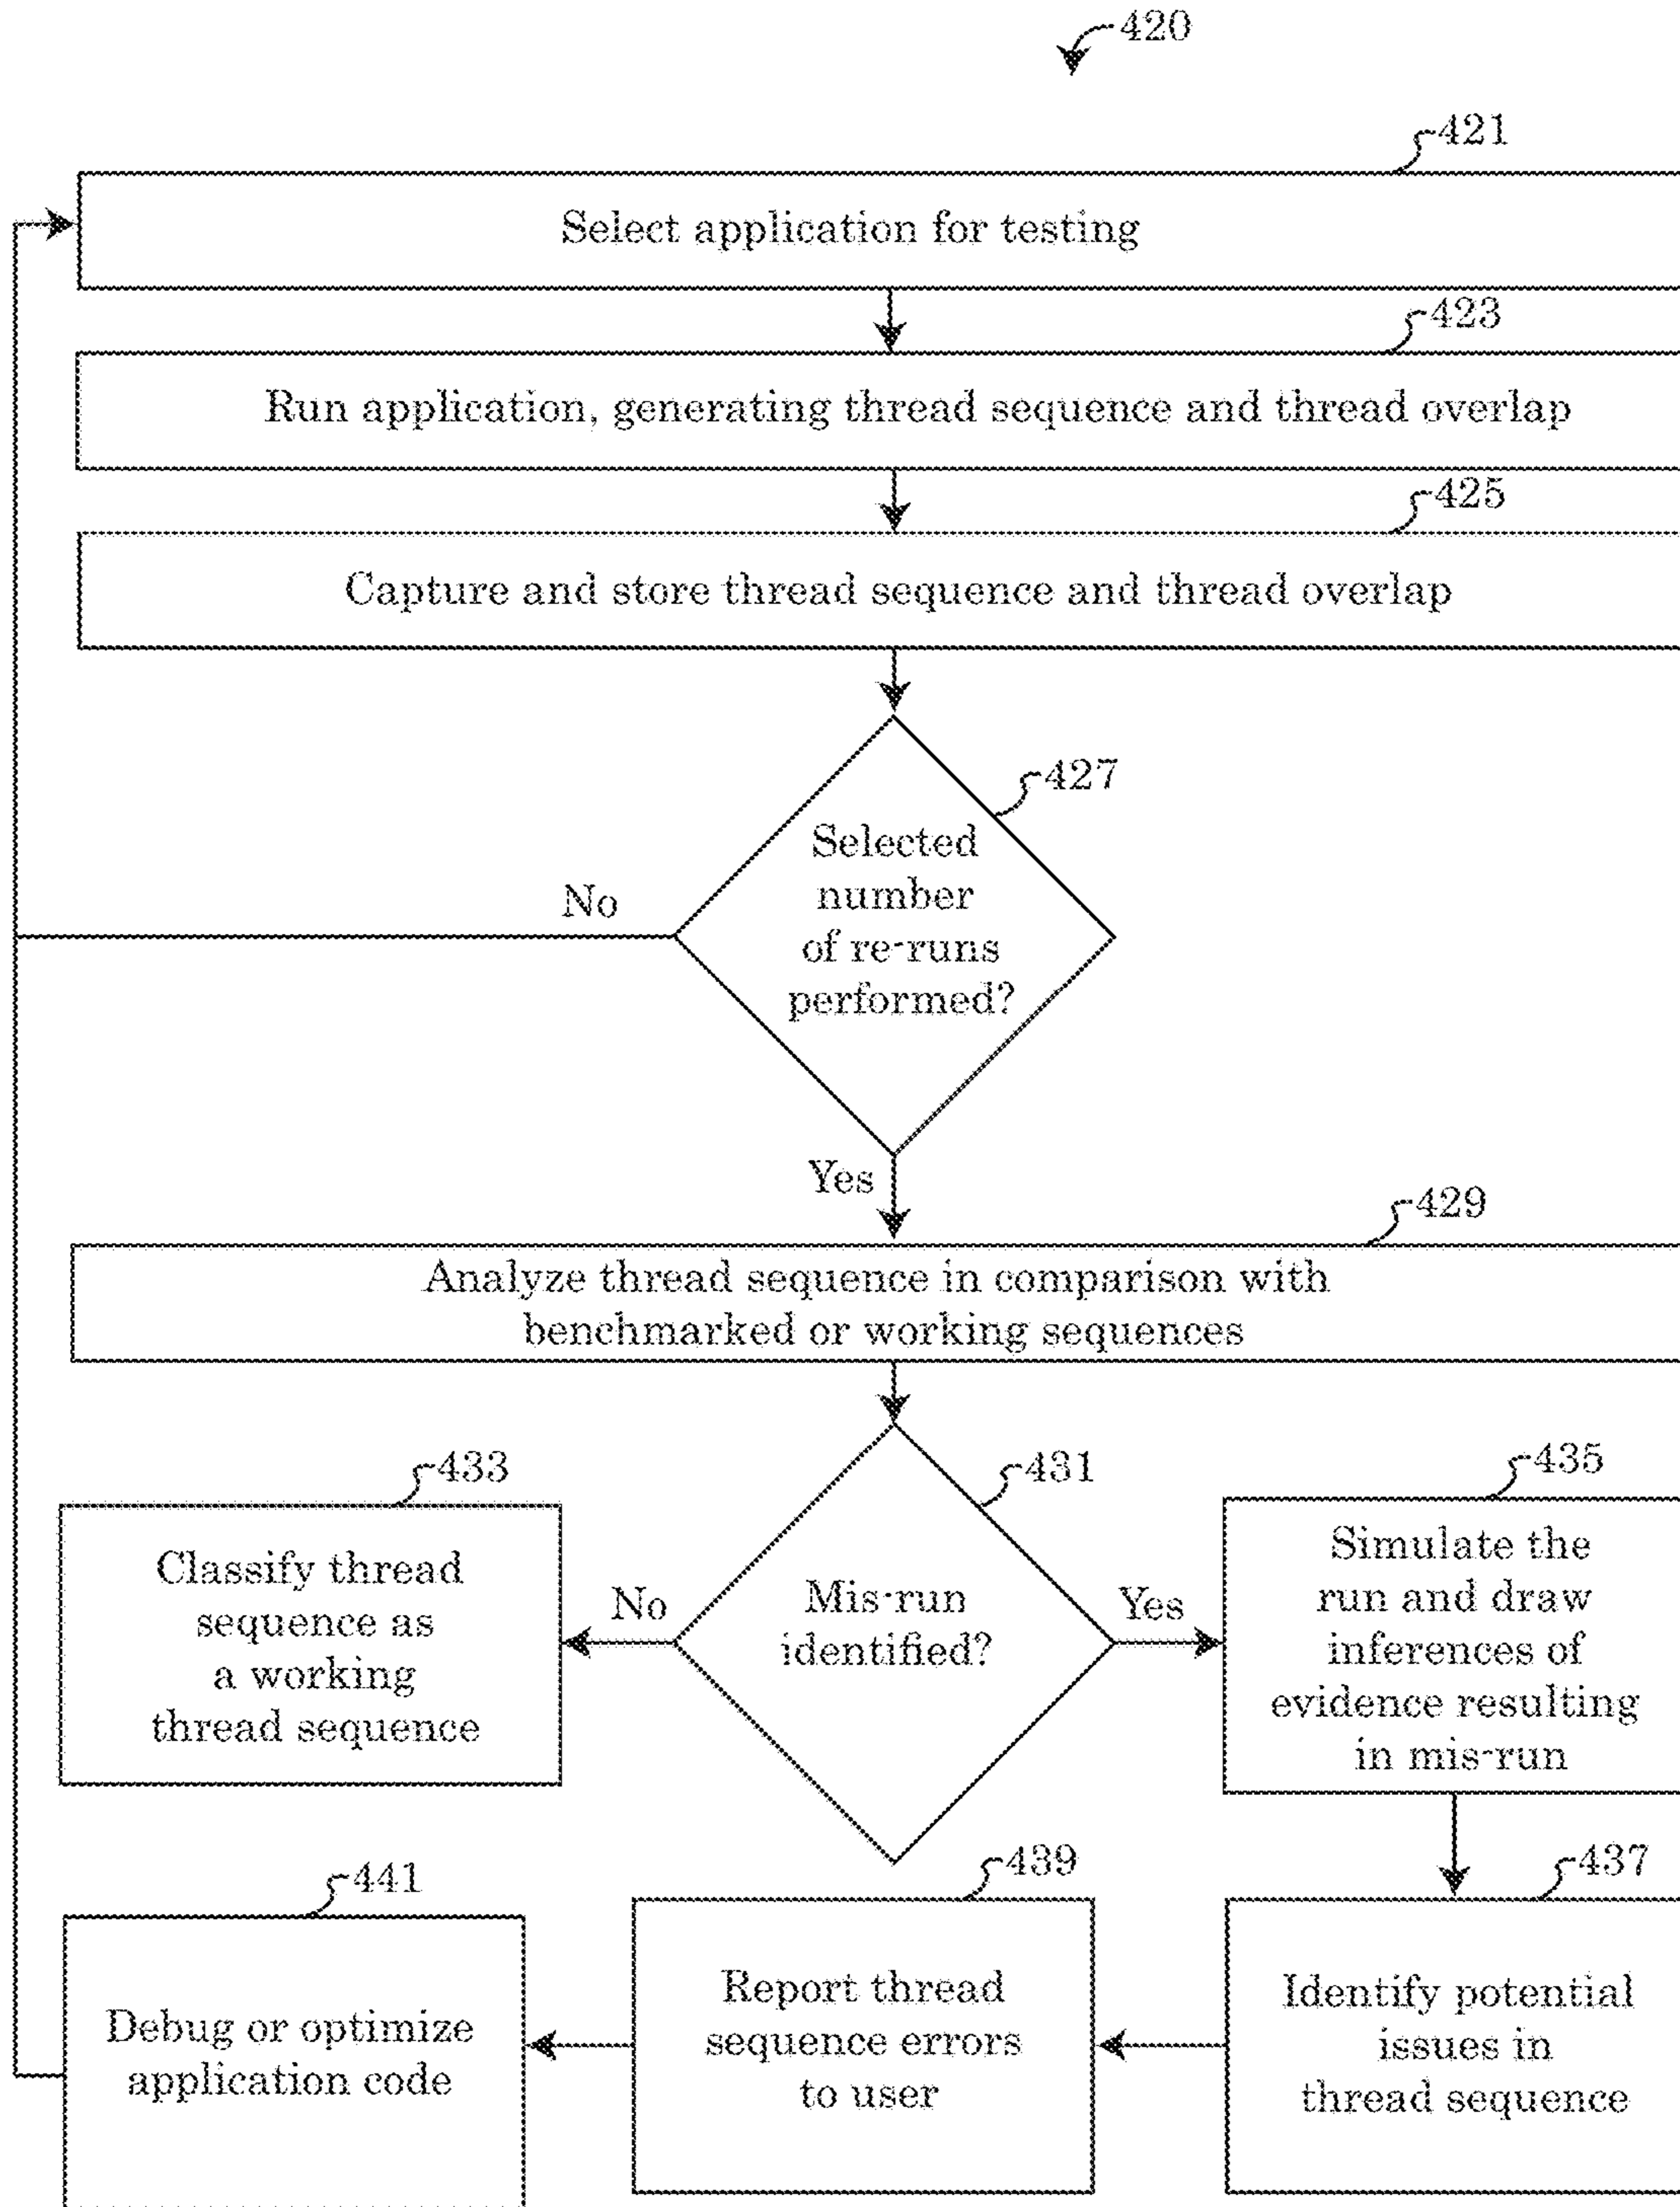 420
421
Select application for testing
423
Run application, generating thread sequence and thread overlap
425
Capture and store thread sequence and thread overlap
427
Selected
number
of re-runs
performed?
No
Yes
429
Analyze thread sequence in comparison with
benchmarked or working sequences
433
431
435
Classify thread
sequence as
a working
thread sequence
No
Mis-run
identified?
Yes
Simulate the
run and draw
inferences of
evidence resulting
in mis-run
441
439
437
Debug or optimize
application code
Report thread
sequence errors
to user
Identify potential
issues in
thread sequence